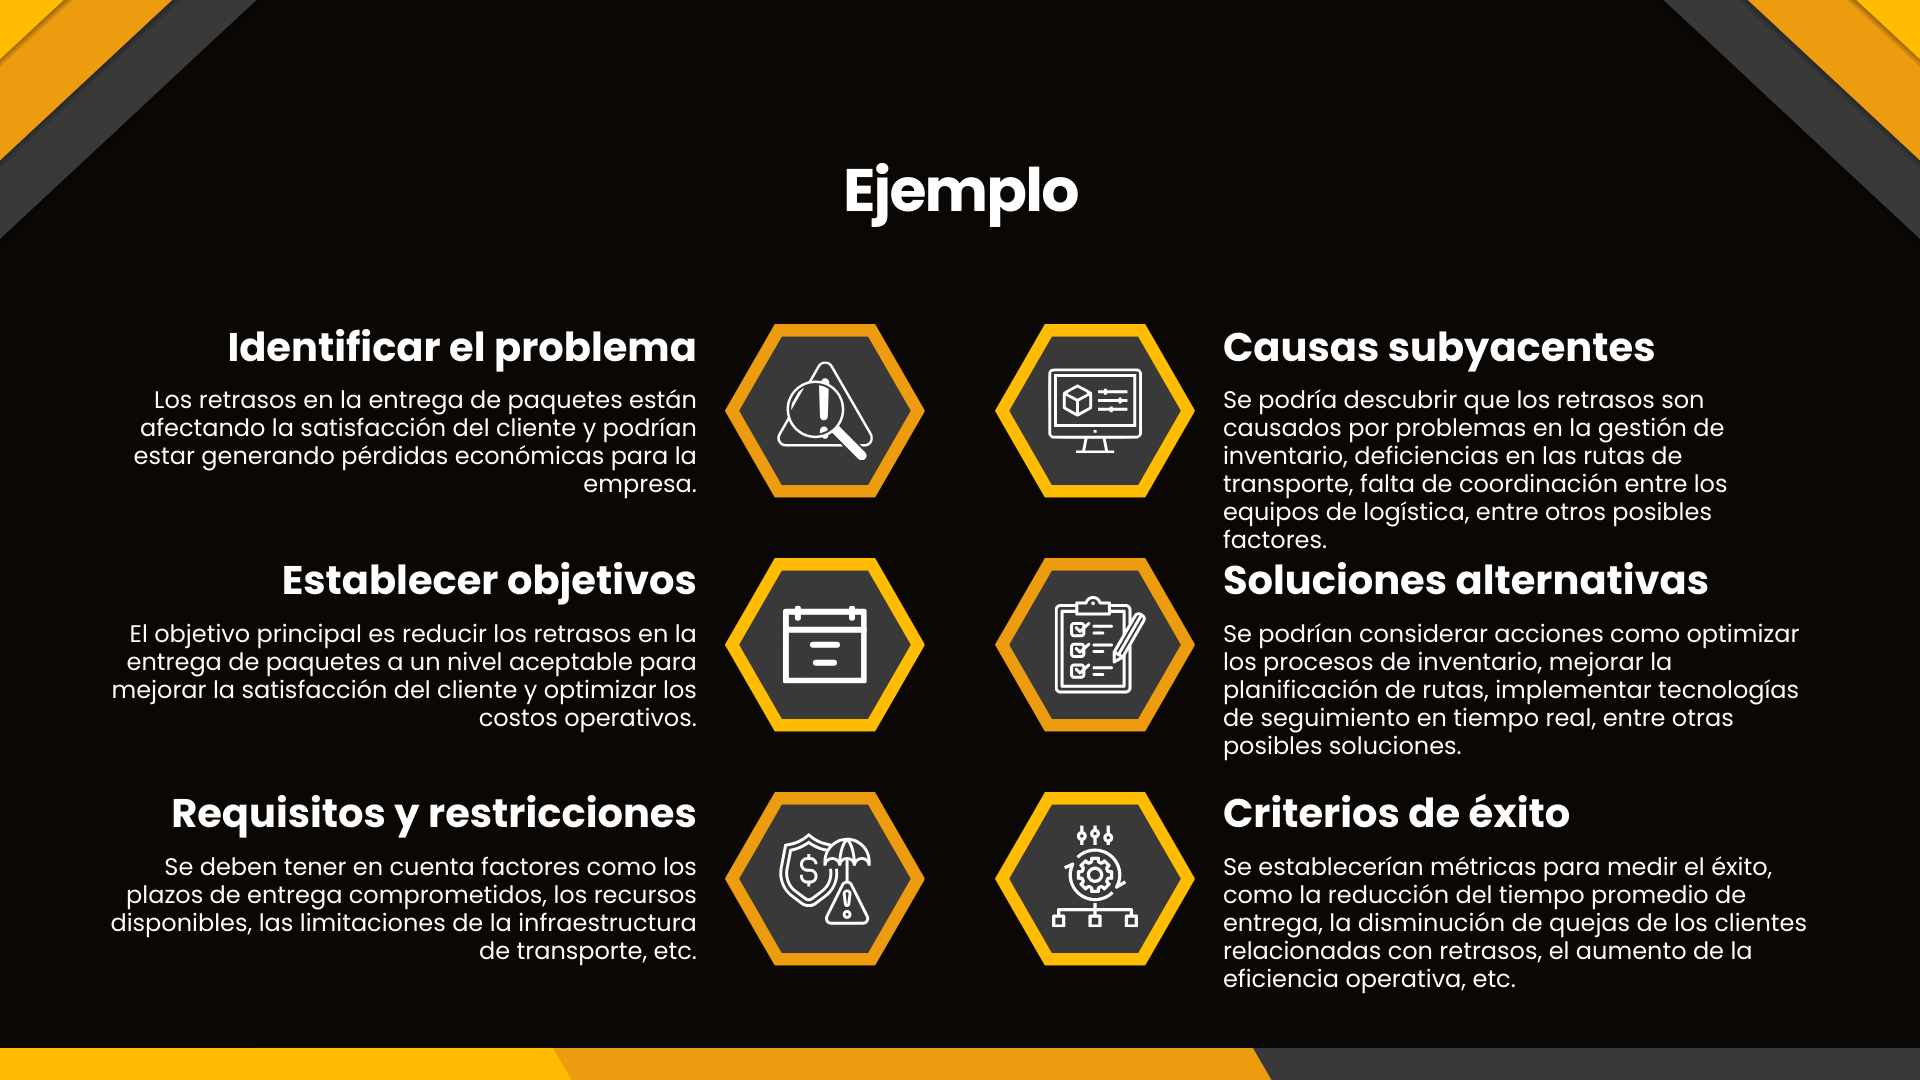 Ejemplo
Identificar el problema
Los retrasos en la entrega de paquetes están
afectando la satisfacción del cliente y podrían
estar generando pérdidas económicas para la
empresa.
Causas subyacentes
Se podría descubrir que los retrasos son
causados por problemas en la gestión de
inventario, deficiencias en las rutas de
transporte, falta de coordinación entre los
equipos de logística, entre otros posibles
factores.
Establecer objetivos
El objetivo principal es reducir los retrasos en la
entrega de paquetes a un nivel aceptable para
mejorar la satisfacción del cliente y optimizar los
costos operativos.
Soluciones alternativas
Se podrían considerar acciones como optimizar
los procesos de inventario, mejorar la
planificación de rutas, implementar tecnologías
de seguimiento en tiempo real, entre otras
posibles soluciones.
Requisitos y restricciones
Se deben tener en cuenta factores como los
plazos de entrega comprometidos, los recursos
disponibles, las limitaciones de la infraestructura
de transporte, etc.
Criterios de éxito
Se establecerían métricas para medir el éxito,
como la reducción del tiempo promedio de
entrega, la disminución de quejas de los clientes
relacionadas con retrasos, el aumento de la
eficiencia operativa, etc.